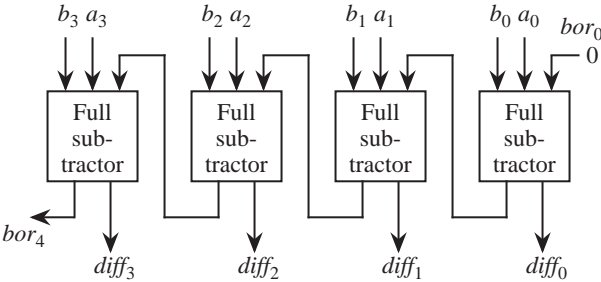 b₃ a₃ b₂ a₂ b₁ a₁ b₀ a₀ bor₀
0
Full sub-tractor
Full sub-tractor
Full sub-tractor
Full sub-tractor
bor₄
diff₃ diff₂ diff₁ diff₀